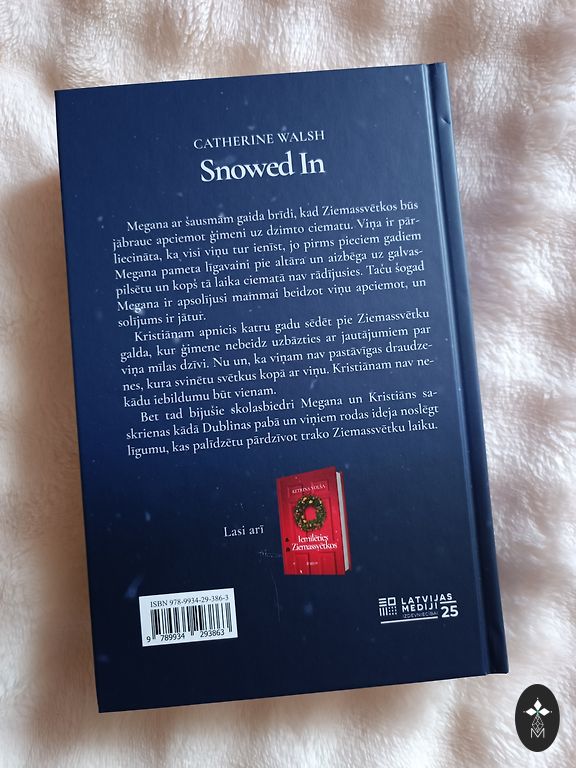 CATHERINE WALSH
Snowed In
Megana ar šausmām gaida brīdi, kad Ziemassvētkos būs
jābrauc apciemot ģimeni uz dzimto ciematu. Viņa ir pār-
liecināta, ka visi viņu tur ienīst, jo pirms pieciem gadiem
Megana pameta līgavaini pie altāra un aizbēga uz galvas-
pilsētu un kopš tā laika ciematā nav rādījusies. Taču šogad
Megana ir apsolījusi mammai beidzot viņu apciemot, un
solījums ir jātur.
Kristiānam apnicis katru gadu sēdēt pie Ziemassvētku
galda, kur ģimene nebeidz uzbāzties ar jautājumiem par
viņa mīlas dzīvi. Nu un, ka viņam nav pastāvīgas draudze-
nes, kura svinētu svētkus kopā ar viņu. Kristiānam nav ne-
kādu iebildumu būt vienam.
Bet tad bijušie skolasbiedri Megana un Kristiāns sa-
skrienas kādā Dublinas pabā un viņiem rodas ideja noslēgt
līgumu, kas palīdzētu pārdzīvot trako Ziemassvētku laiku.
Lasi arī
KETRINA VOLŠA
Iemīlēties
Ziemassvētkos
ISBN 978-9934-29-386-3
9 789934 293863
LATVIJAS
MEDIJI
IZDEVNIECĪBAI
25
M